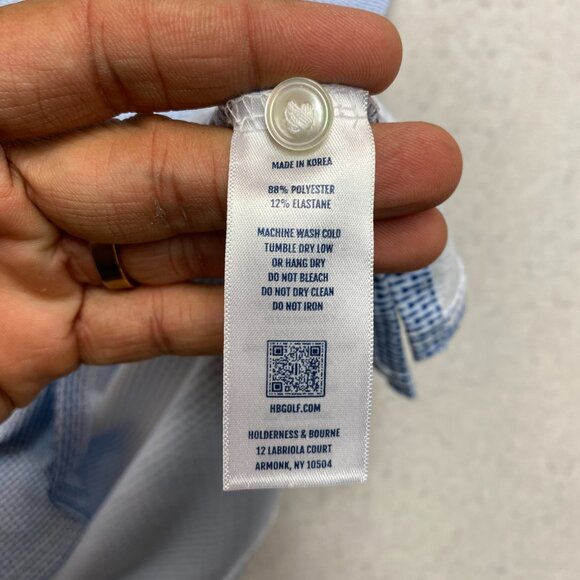 MADE IN KOREA
88% POLYESTER
12% ELASTANE
MACHINE WASH COLD
TUMBLE DRY LOW
OR HANG DRY
DO NOT BLEACH
DO NOT DRY CLEAN
DO NOT IRON
HBGOLF.COM
HOLDERNESS & BOURNE
12 LABRIOLA COURT
ARMONK, NY 10504